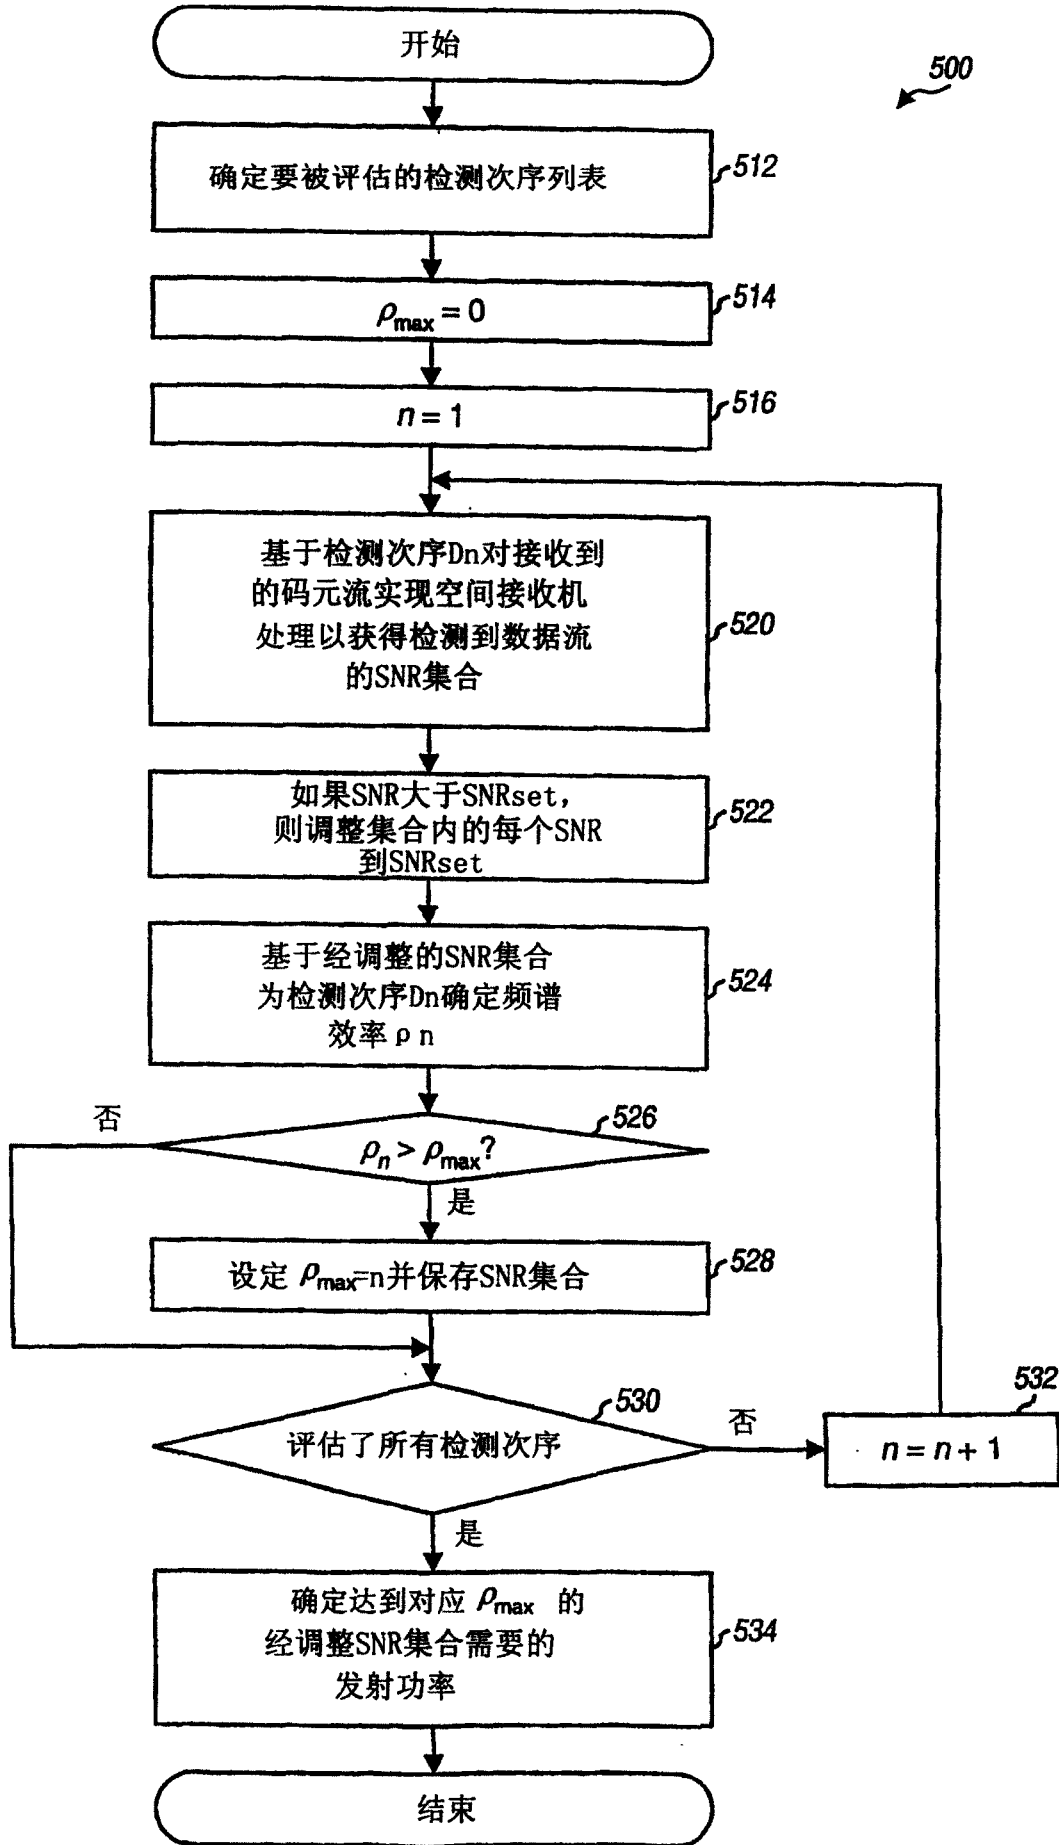 开始
500
确定要被评估的检测次序列表
512
ρmax = 0
514
n = 1
516
基于检测次序Dn对接收到
的码元流实现空间接收机
处理以获得检测到数据流
的SNR集合
520
如果SNR大于SNRset,
则调整集合内的每个SNR
到SNRset
522
基于经调整的SNR集合
为检测次序Dn确定频谱
效率ρn
524
否
526
ρn > ρmax?
是
设定 ρmax=n并保存SNR集合
528
530
评估了所有检测次序
否
532
n = n + 1
是
确定达到对应 ρmax 的
经调整SNR集合需要的
发射功率
534
结束